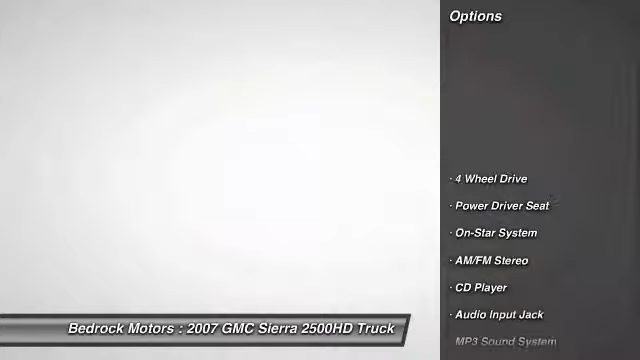 Options
· 4 Wheel Drive
· Power Driver Seat
· On-Star System
· AM/FM Stereo
· CD Player
· Audio Input Jack
· MP3 Sound System
Bedrock Motors : 2007 GMC Sierra 2500HD Truck